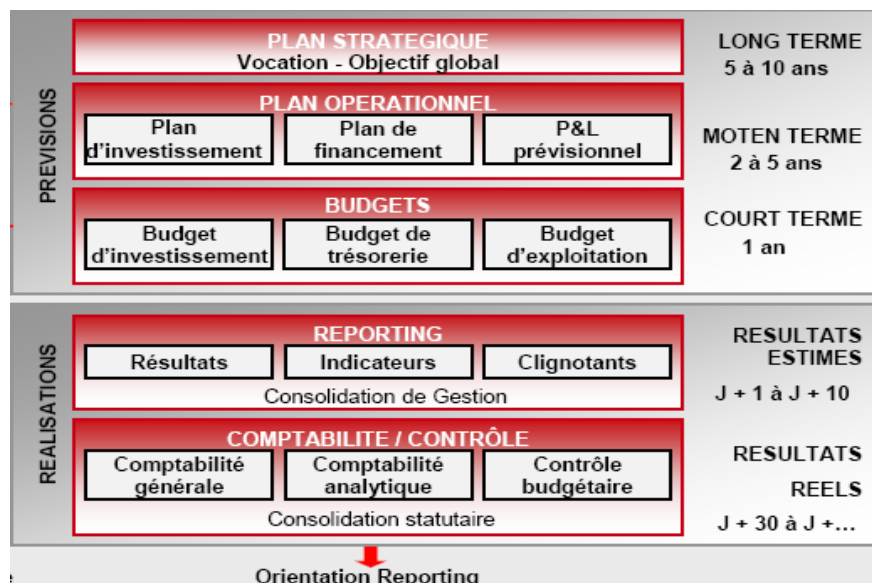 PLAN STRATEGIQUE
Vocation - Objectif global
LONG TERME
5 à 10 ans
PREVISIONS
PLAN OPERATIONNEL
Plan
d'investissement
Plan de
financement
P&L
prévisionnel
MOTEN TERME
2 à 5 ans
BUDGETS
Budget
d'investissement
Budget de
trésorerie
Budget
d'exploitation
COURT TERME
1 an
REALISATIONS
REPORTING
Résultats
Indicateurs
Clignotants
Consolidation de Gestion
RESULTATS
ESTIMES
J + 1 à J + 10
COMPTABILITE / CONTRÔLE
Comptabilité
générale
Comptabilité
analytique
Contrôle
budgétaire
Consolidation statutaire
RESULTATS
REELS
J + 30 à J +...
Orientation Reporting